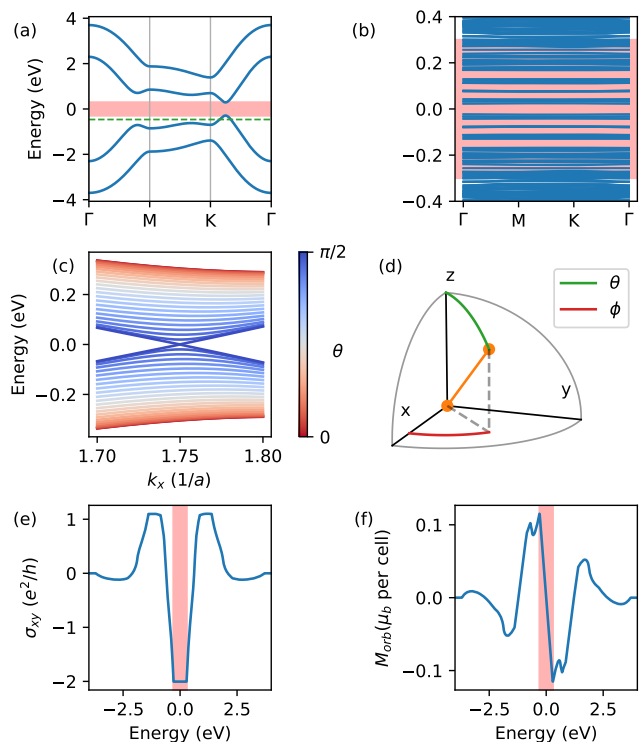 (a)
Energy (eV)
4
2
0
−2
−4
Γ
M
K
Γ
(b)
0.4
0.2
0.0
−0.2
−0.4
Γ
M
K
Γ
(c)
Energy (eV)
0.2
0.0
−0.2
1.70
1.75
1.80
k_x (1/a)
π/2
θ
0
(d)
z
y
x
θ
ϕ
(e)
σ_xy (e²/h)
1
0
−1
−2
−2.5
0.0
2.5
Energy (eV)
(f)
M_orb(μ_b per cell)
0.1
0.0
−0.1
−2.5
0.0
2.5
Energy (eV)